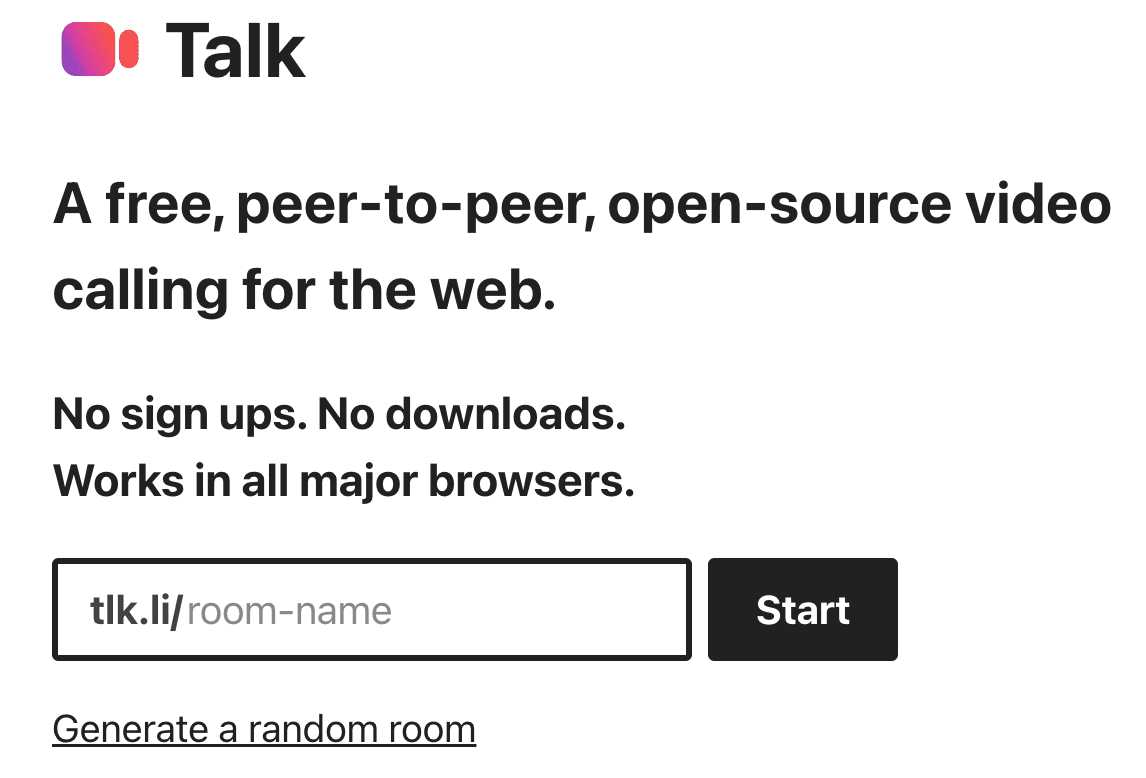 Talk
A free, peer-to-peer, open-source video
calling for the web.
No sign ups. No downloads.
Works in all major browsers.
tlk.li/room-name
Start
Generate a random room